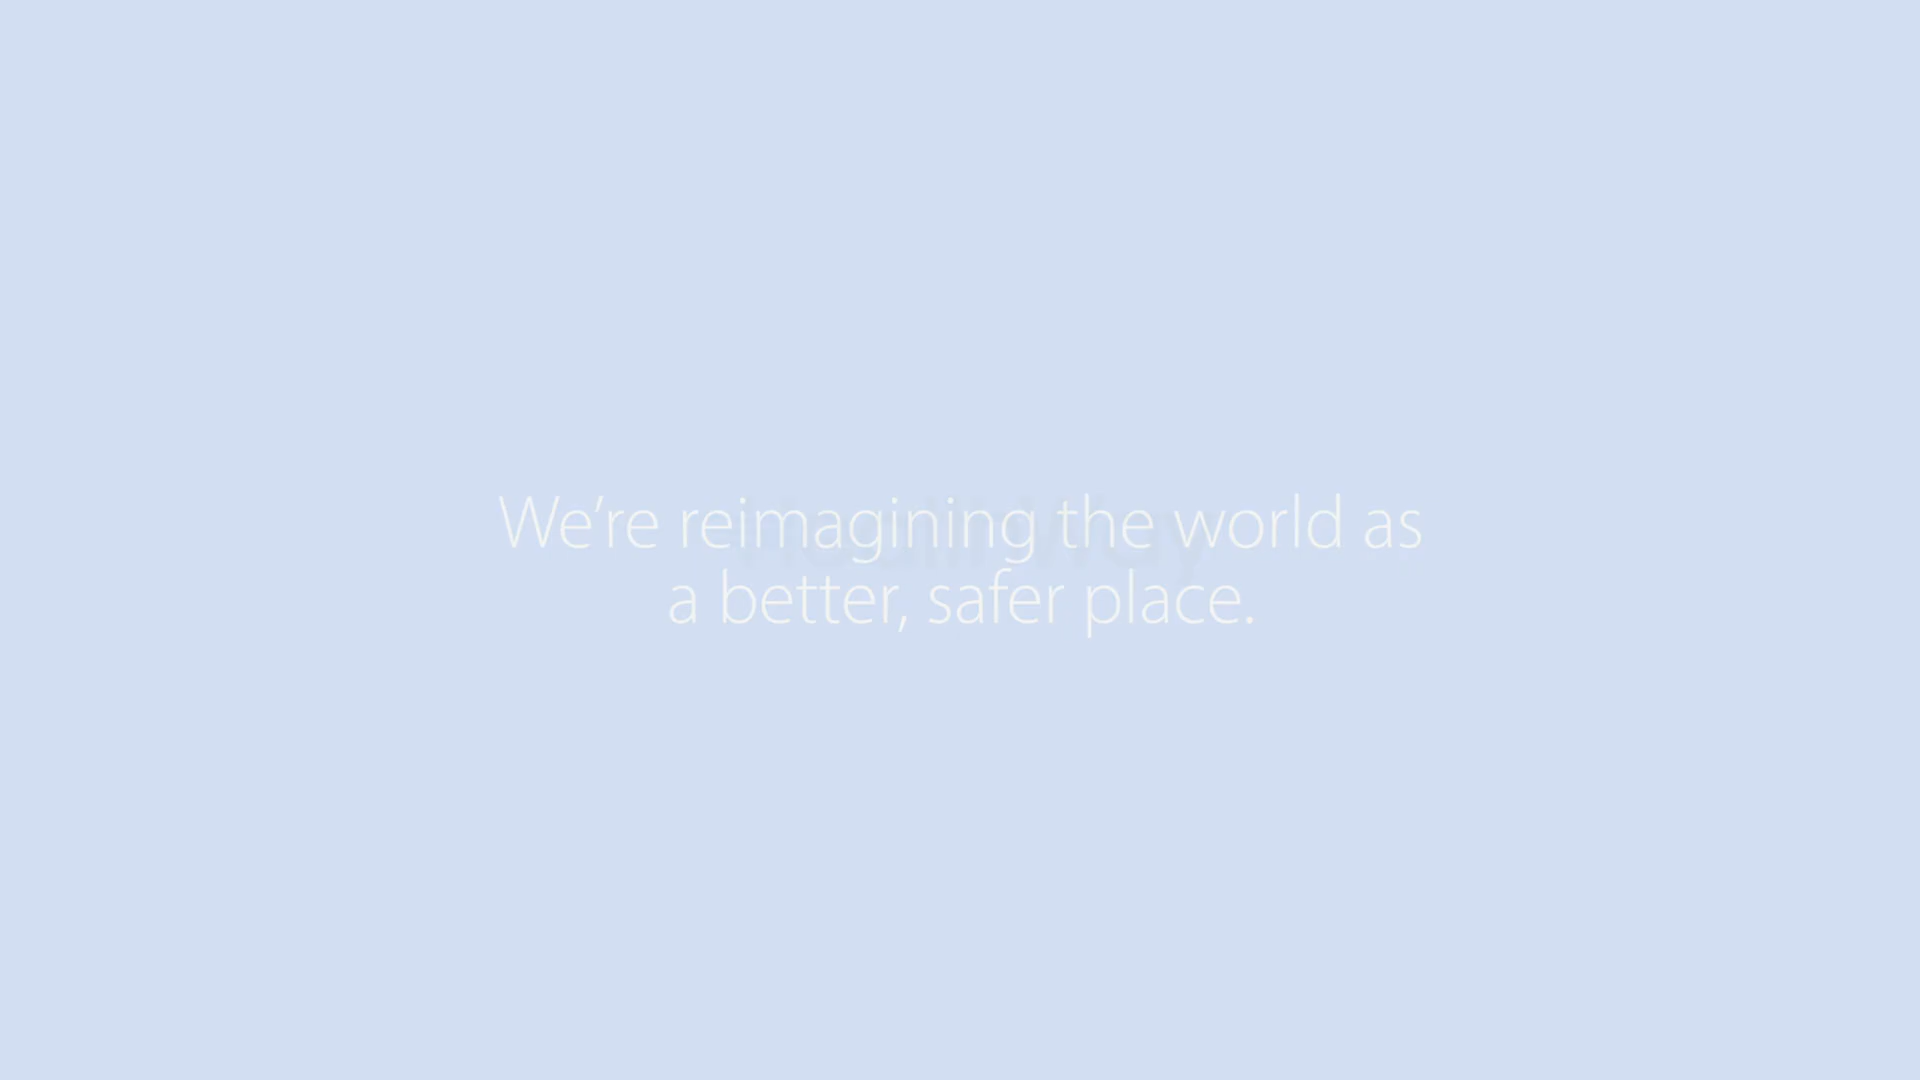 We’re reimagining the world as
a better, safer place.